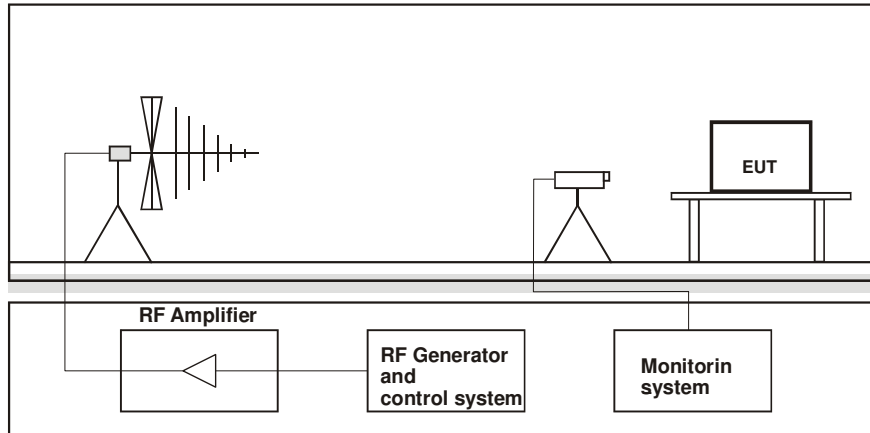 EUT
RF Amplifier
RF Generator
and
control system
Monitorin
system